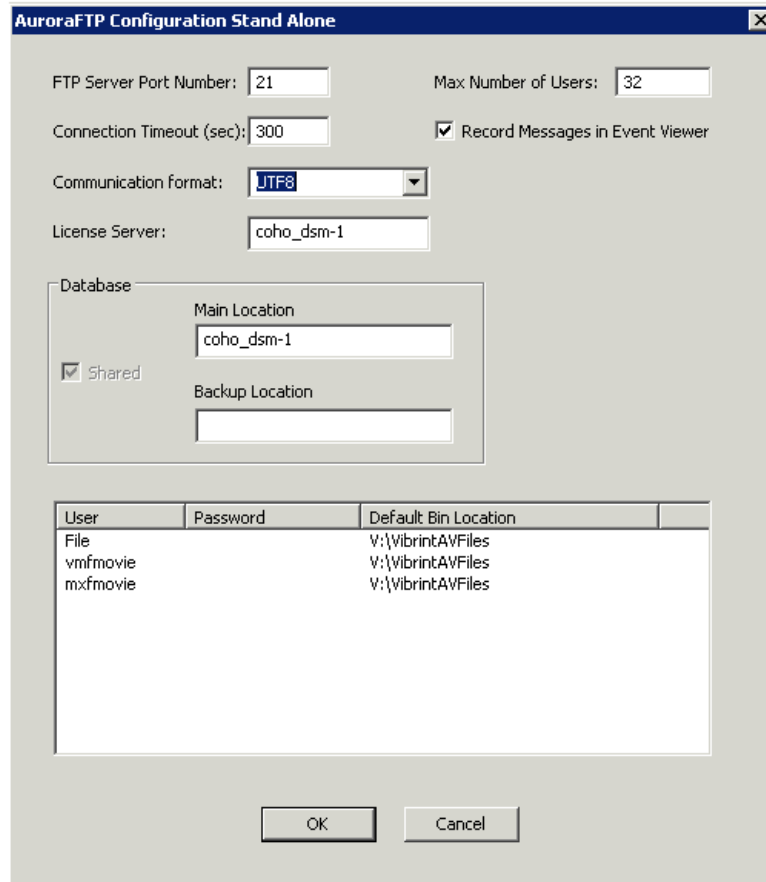 AuroraFTP Configuration Stand Alone
FTP Server Port Number: 21 Max Number of Users: 32
Connection Timeout (sec): 300 Record Messages in Event Viewer
Communication format: UTF8
License Server: coho_dsm-1
Database
Main Location
coho_dsm-1
Shared
Backup Location
User Password Default Bin Location
File V:\VibrintAVFiles
vmfmovie V:\VibrintAVFiles
mxfmovie V:\VibrintAVFiles
OK Cancel